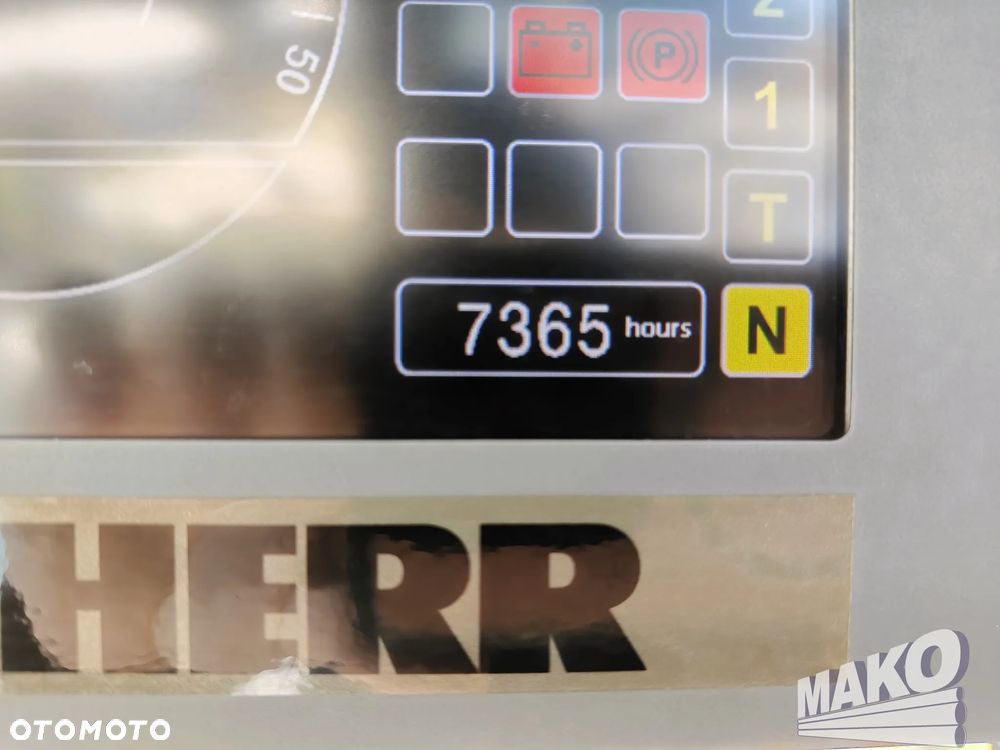 50
2
P
1
T
7365 hours N
HERR
MAKO
OTOMOTO